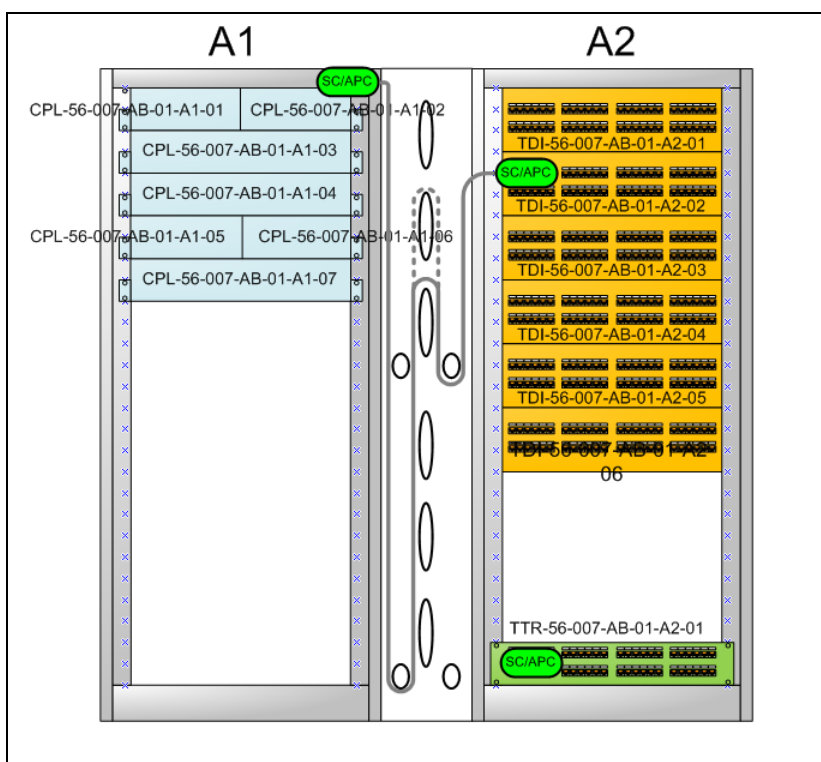 A1 A2
SC/APC
CPL-56-007-AB-01-A1-01 CPL-56-007-AB-01-A1-02
TDI-56-007-AB-01-A2-01
CPL-56-007-AB-01-A1-03
SC/APC
CPL-56-007-AB-01-A1-04
TDI-56-007-AB-01-A2-02
CPL-56-007-AB-01-A1-05 CPL-56-007-AB-01-A1-06
TDI-56-007-AB-01-A2-03
CPL-56-007-AB-01-A1-07
TDI-56-007-AB-01-A2-04
TDI-56-007-AB-01-A2-05
TDI-56-007-AB-01-A2-
06
TTR-56-007-AB-01-A2-01
SC/APC